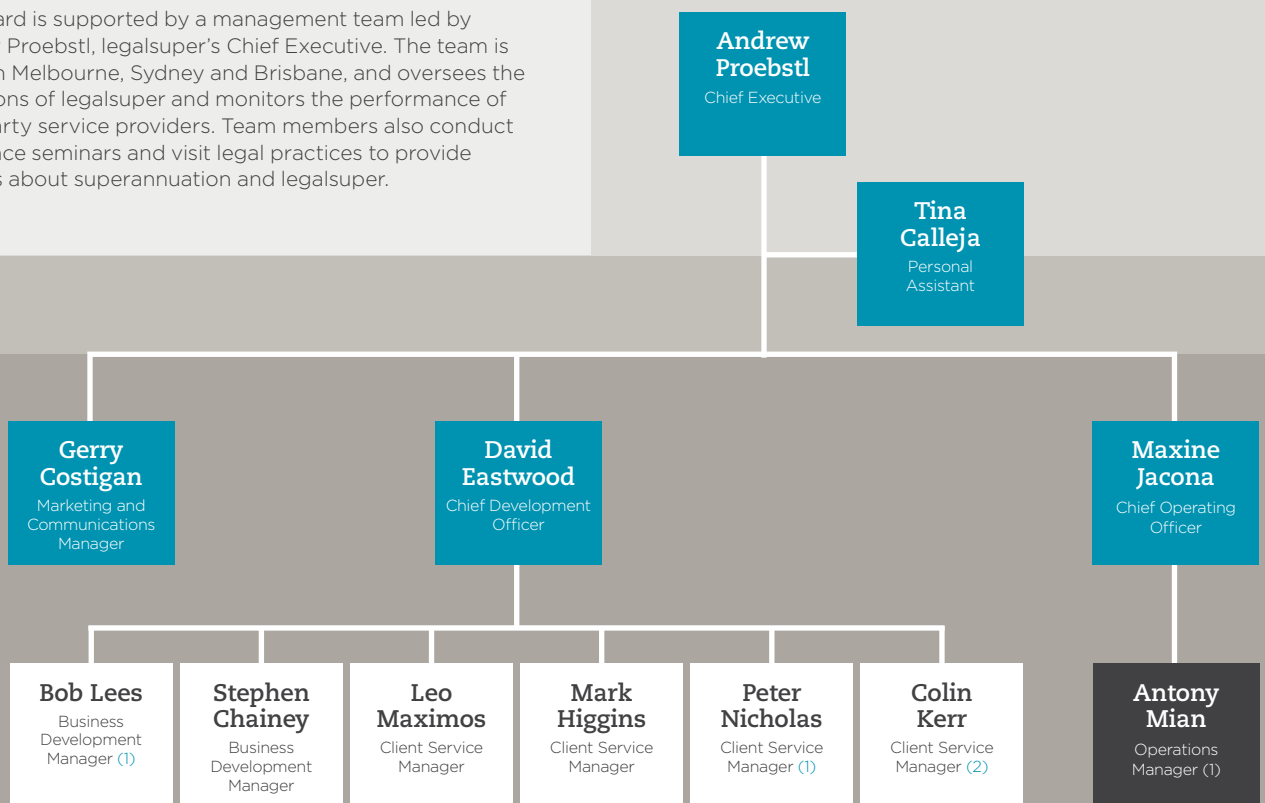 ard is supported by a management team led by
Proebstl, legalsuper's Chief Executive. The team is
n Melbourne, Sydney and Brisbane, and oversees the
ons of legalsuper and monitors the performance of
arty service providers. Team members also conduct
ce seminars and visit legal practices to provide
s about superannuation and legalsuper.
Andrew
Proebstl
Chief Executive
Tina
Calleja
Personal
Assistant
Gerry
Costigan
Marketing and
Communications
Manager
David
Eastwood
Chief Development
Officer
Maxine
Jacona
Chief Operating
Officer
Bob Lees
Business
Development
Manager (1)
Stephen
Chainey
Business
Development
Manager
Leo
Maximos
Client Service
Manager
Mark
Higgins
Client Service
Manager
Peter
Nicholas
Client Service
Manager (1)
Colin
Kerr
Client Service
Manager (2)
Antony
Mian
Operations
Manager (1)